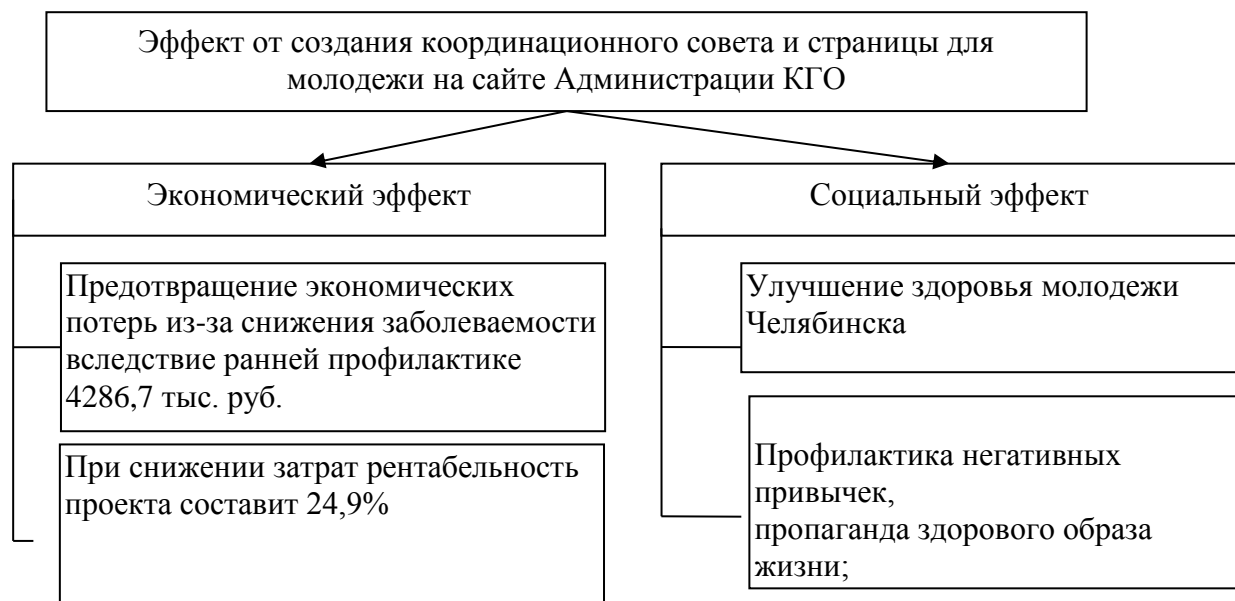 Эффект от создания координационного совета и страницы для
молодежи на сайте Администрации КГО
Экономический эффект
Предотвращение экономических
потерь из-за снижения заболеваемости
вследствие ранней профилактике
4286,7 тыс. руб.
При снижении затрат рентабельность
проекта составит 24,9%
Социальный эффект
Улучшение здоровья молодежи
Челябинска
Профилактика негативных
привычек,
пропаганда здорового образа
жизни;